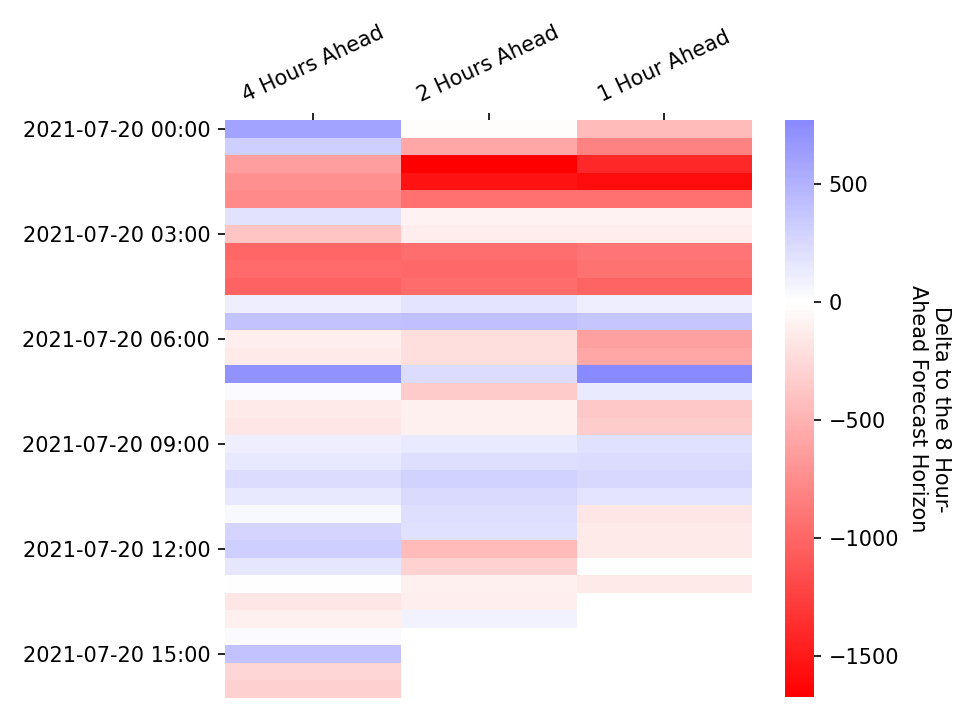 4 Hours Ahead
2 Hours Ahead
1 Hour Ahead
2021-07-20 00:00
2021-07-20 03:00
2021-07-20 06:00
2021-07-20 09:00
2021-07-20 12:00
2021-07-20 15:00
500
0
−500
−1000
−1500
Delta to the 8 Hour-
Ahead Forecast Horizon